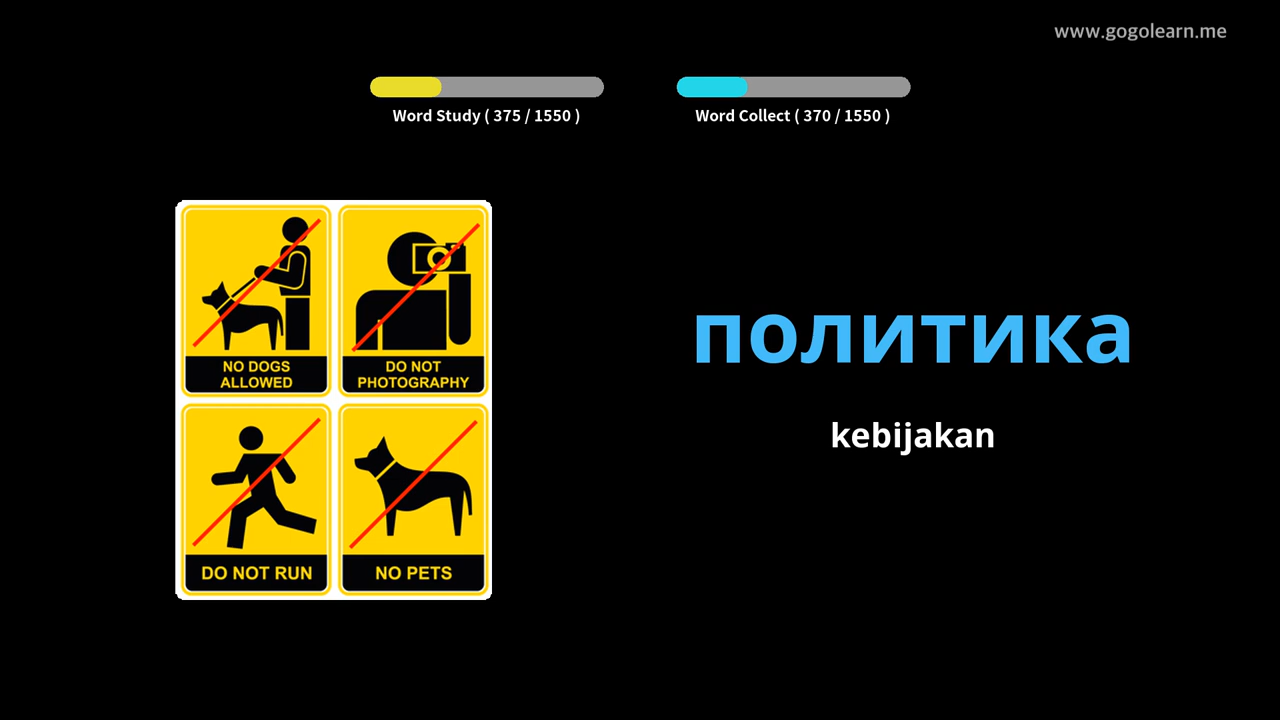 www.gogolearn.me
Word Study ( 375 / 1550 )
Word Collect ( 370 / 1550 )
NO DOGS
ALLOWED
DO NOT
PHOTOGRAPHY
DO NOT RUN
NO PETS
политика
kebijakan